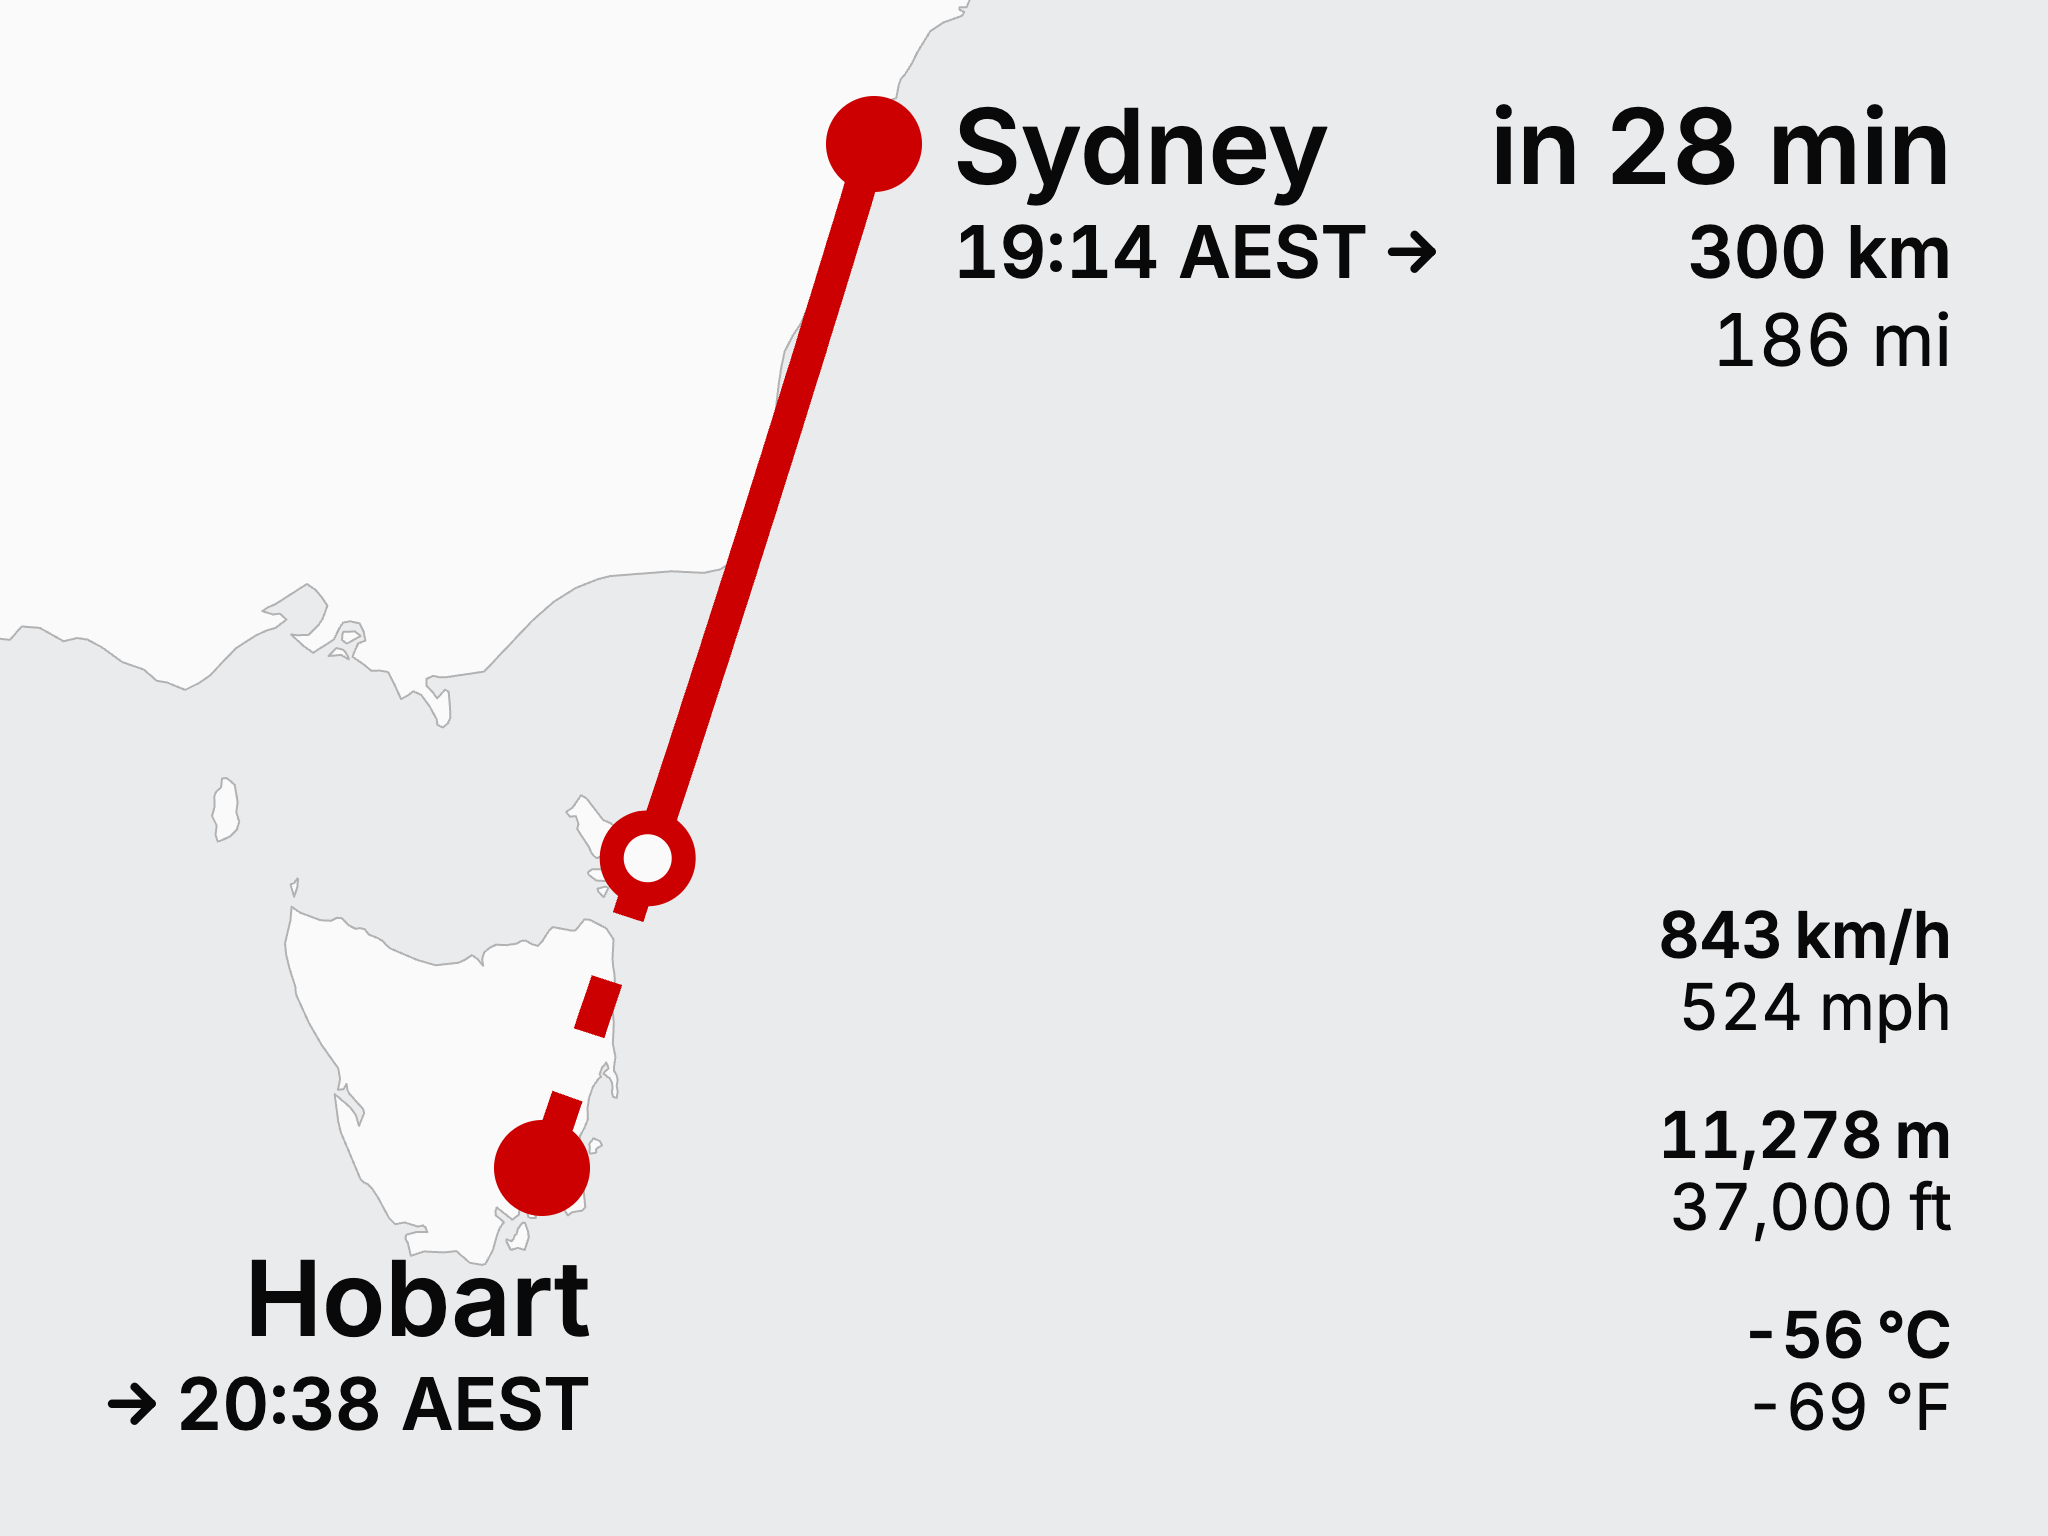 Sydney
19:14 AEST →
in 28 min
300 km
186 mi
843 km/h
524 mph
11,278 m
37,000 ft
-56 °C
-69 °F
Hobart
→ 20:38 AEST